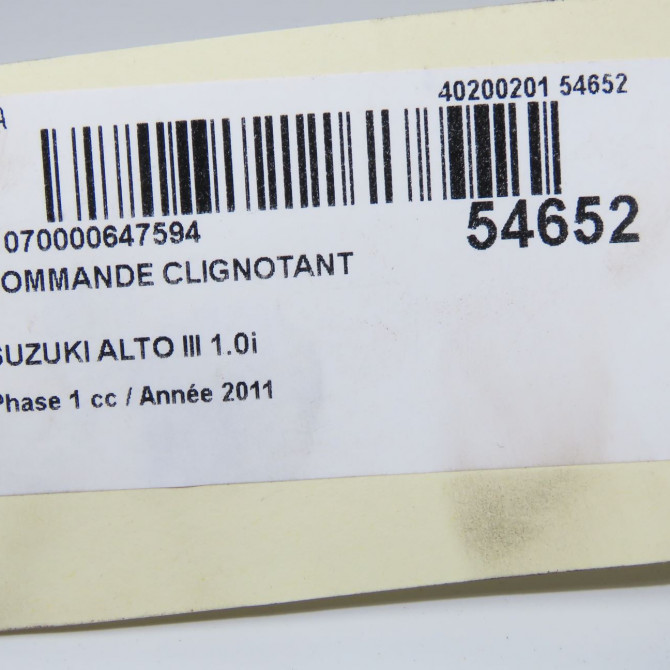 A
40200201 54652
070000647594
54652
OMMANDE CLIGNOTANT
SUZUKI ALTO III 1.0i
Phase 1 cc / Année 2011